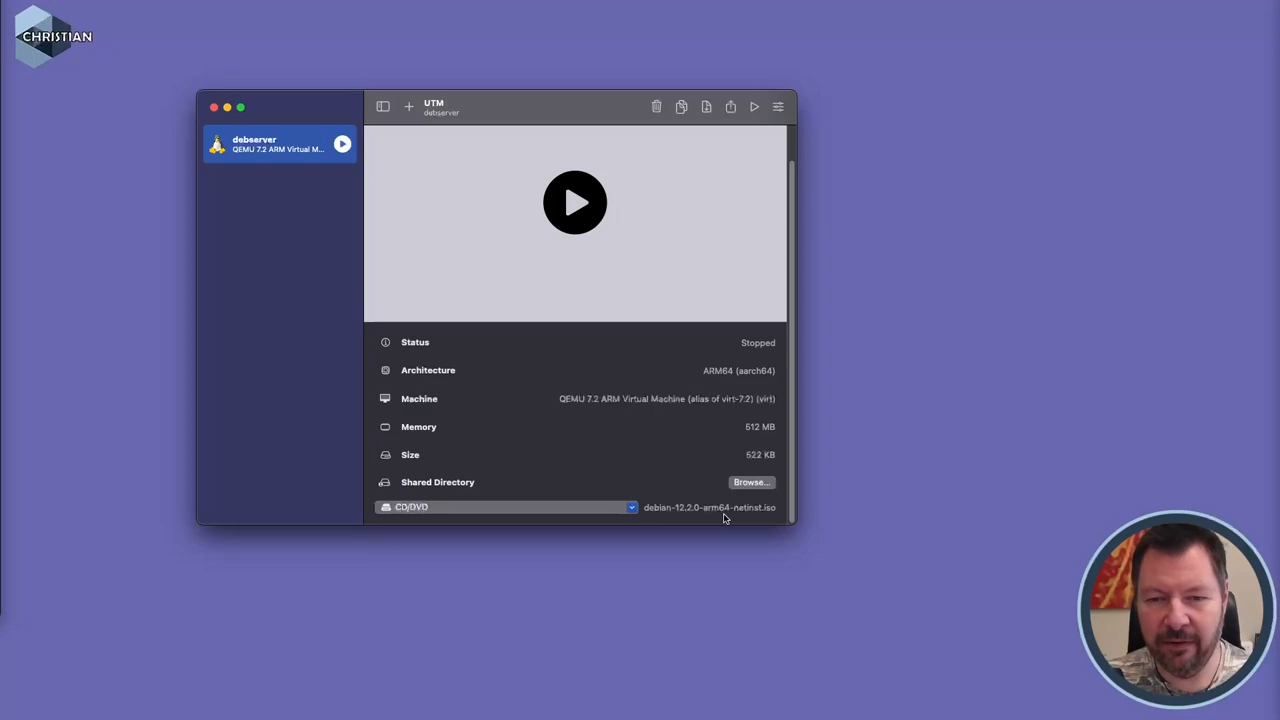 CHRISTIAN
UTM
debserver
debserver
QEMU 7.2 ARM Virtual M...
Status
Stopped
Architecture
ARM64 (aarch64)
Machine
QEMU 7.2 ARM Virtual Machine (alias of virt-7.2) (virt)
Memory
512 MB
Size
522 KB
Shared Directory
Browse...
CD/DVD
debian-12.2.0-arm64-netinst.iso